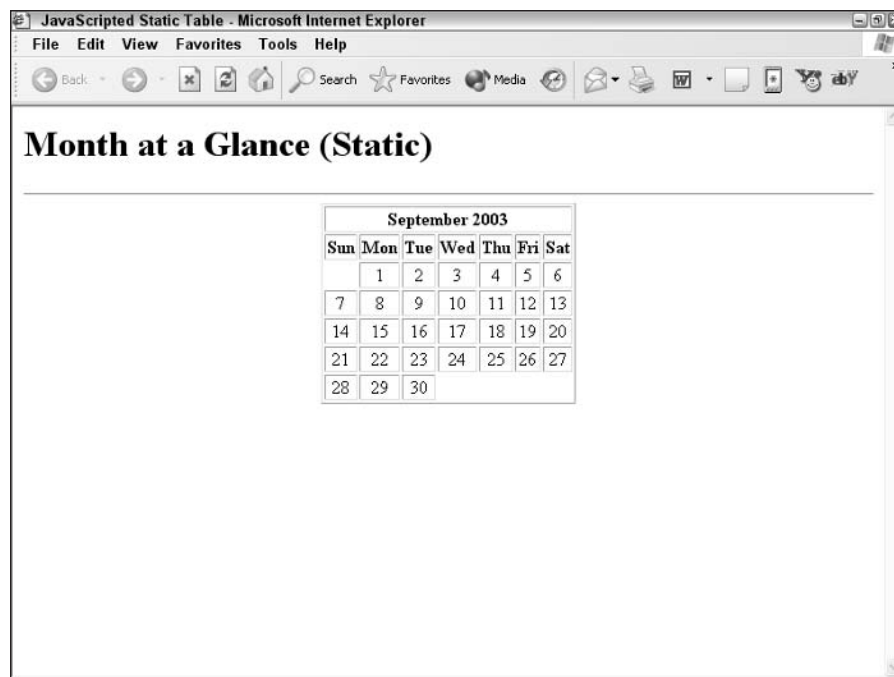 JavaScripted Static Table - Microsoft Internet Explorer
File Edit View Favorites Tools Help
Back Search Favorites Media
Month at a Glance (Static)
September 2003
Sun Mon Tue Wed Thu Fri Sat
1 2 3 4 5 6
7 8 9 10 11 12 13
14 15 16 17 18 19 20
21 22 23 24 25 26 27
28 29 30